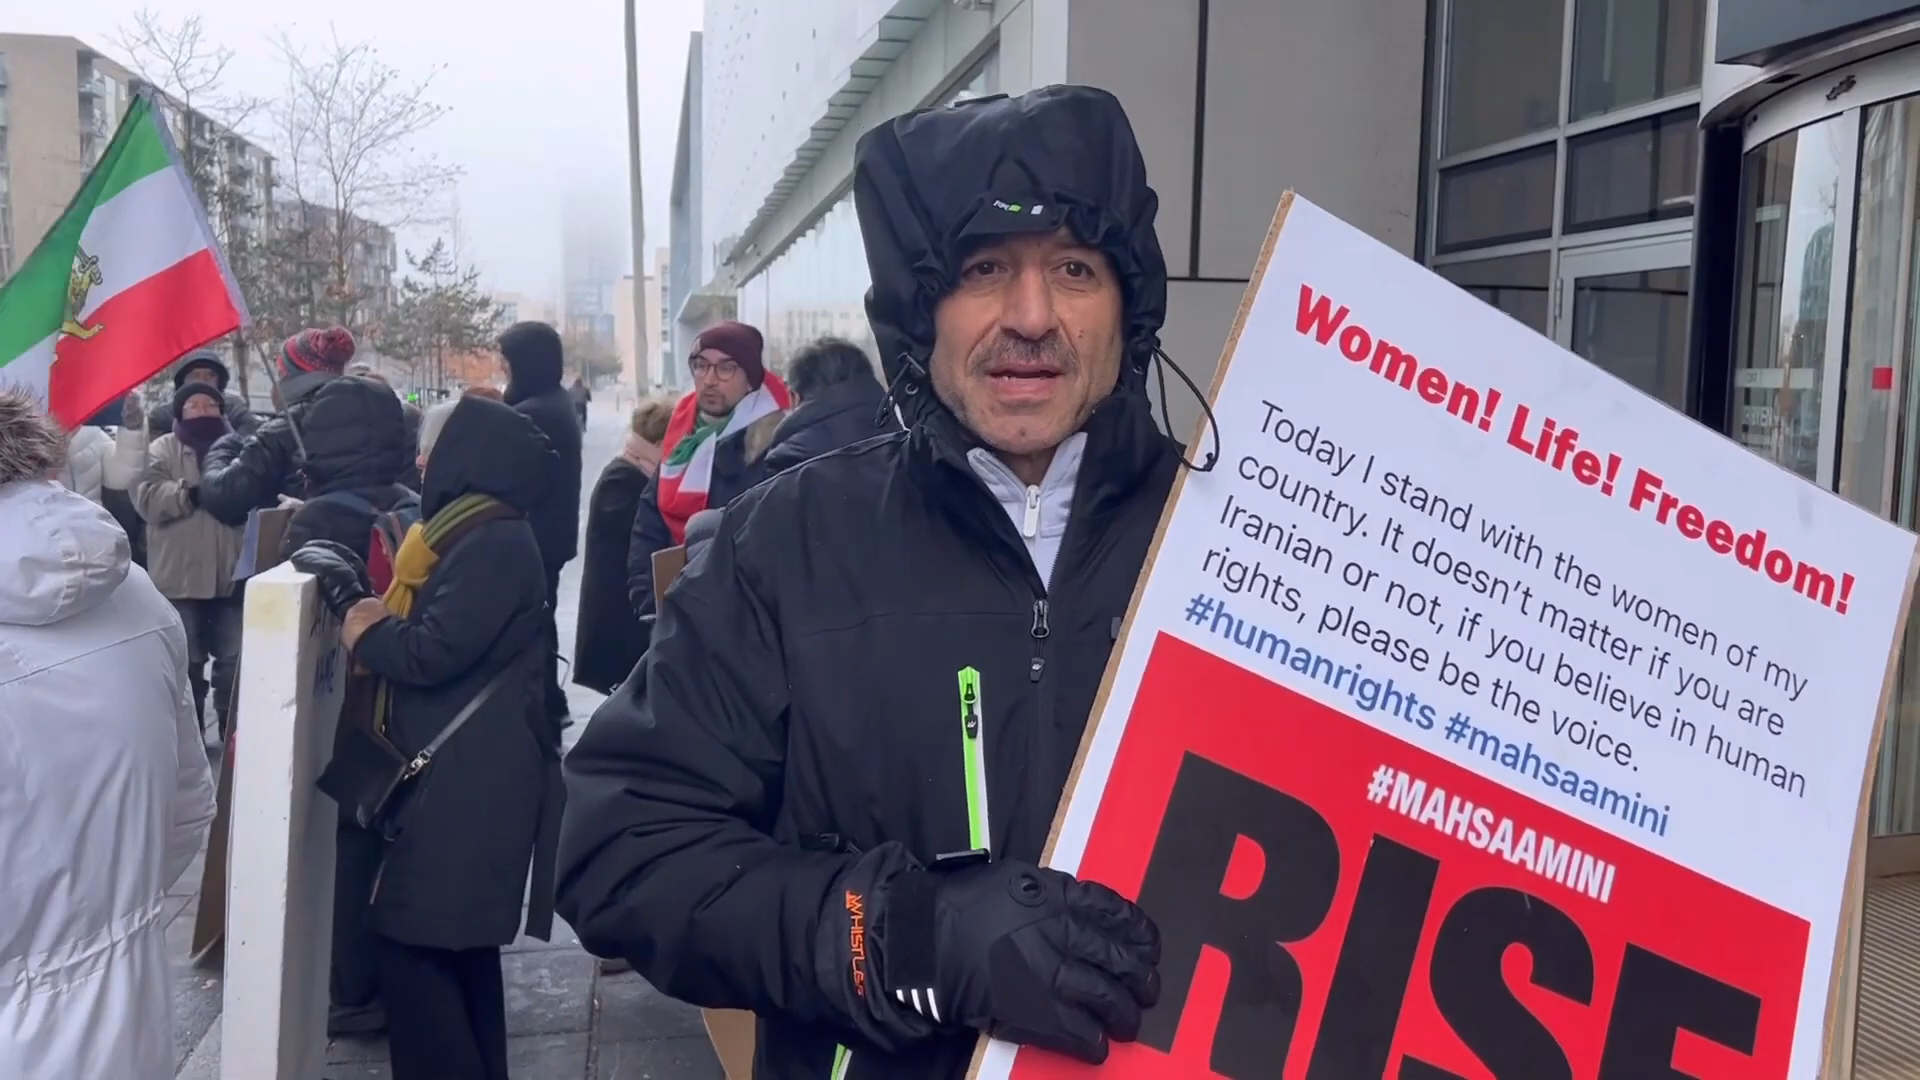 Women! Life! Freedom!
Today I stand with the women of my
country. It doesn't matter if you are
Iranian or not, if you believe in human
rights, please be the voice.
#humanrights #mahsaamini
#MAHSAAMINI
RISE
WHISTLER